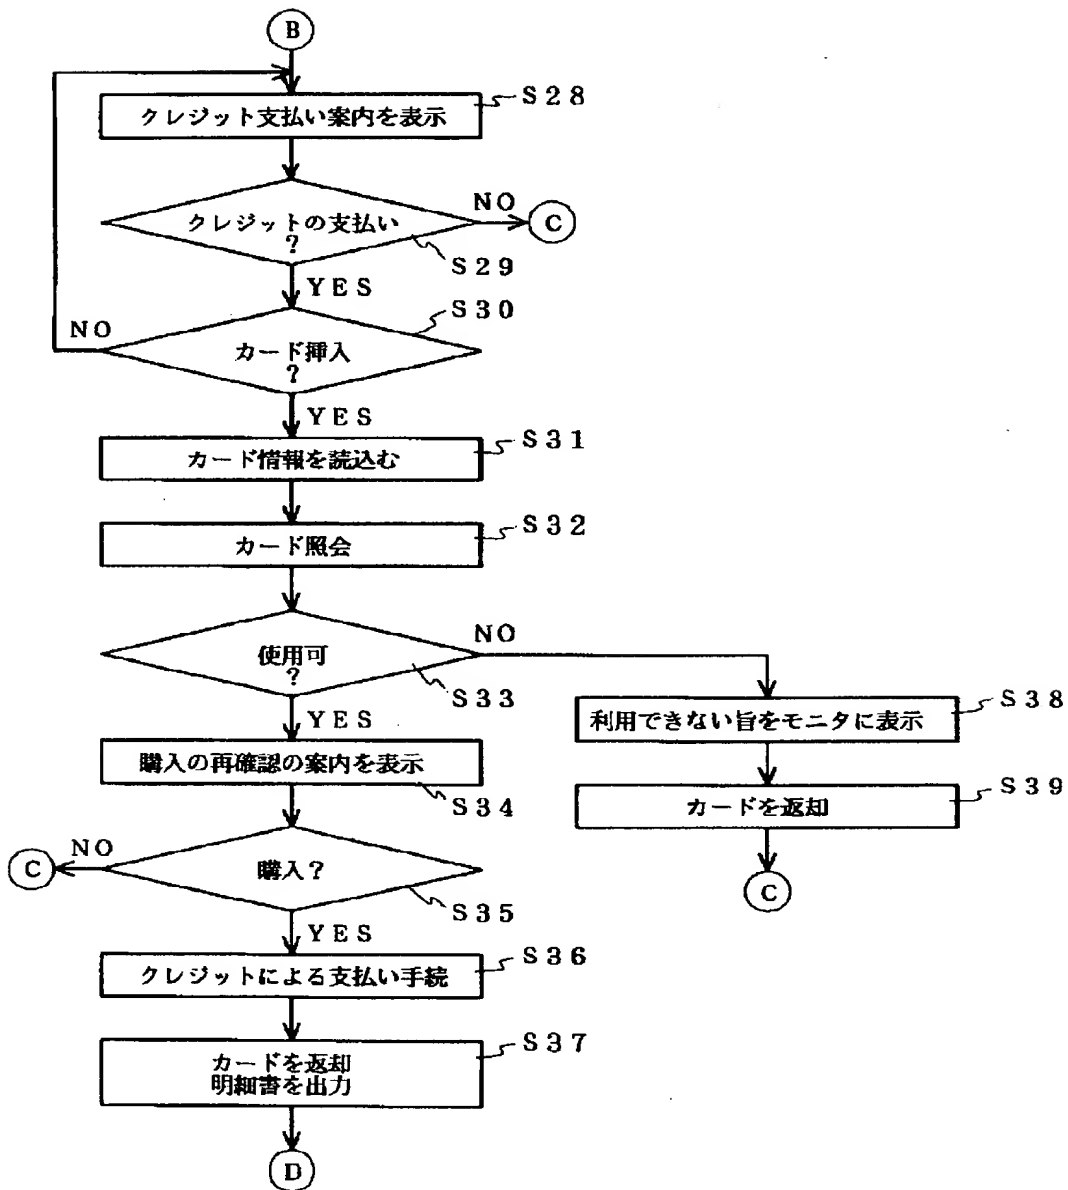 B
クレジット支払い案内を表示
S28
クレジットの支払い
?
NO
C
S29
YES
S30
NO
カード挿入
?
YES
カード情報を読込む
S31
カード照会
S32
使用可
?
NO
S33
YES
利用できない旨をモニタに表示
S38
購入の再確認の案内を表示
S34
カードを返却
S39
C
NO
購入?
C
S35
YES
クレジットによる支払い手続
S36
カードを返却
明細書を出力
S37
D